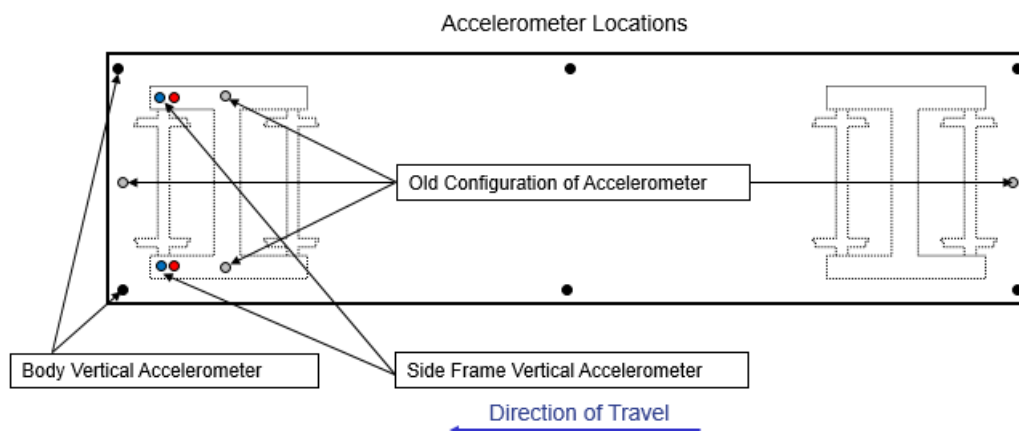 Accelerometer Locations
Old Configuration of Accelerometer
Body Vertical Accelerometer
Side Frame Vertical Accelerometer
Direction of Travel